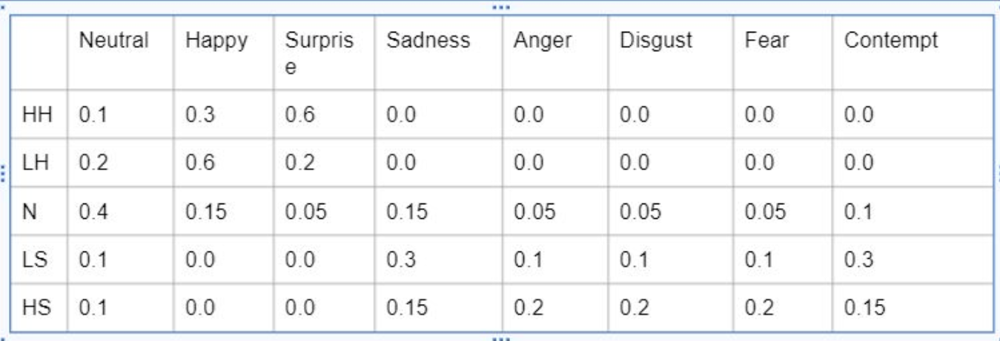 Neutral Happy Surpris Sadness Anger Disgust Fear Contempt
e
HH 0.1 0.3 0.6 0.0 0.0 0.0 0.0 0.0
LH 0.2 0.6 0.2 0.0 0.0 0.0 0.0 0.0
N 0.4 0.15 0.05 0.15 0.05 0.05 0.05 0.1
LS 0.1 0.0 0.0 0.3 0.1 0.1 0.1 0.3
HS 0.1 0.0 0.0 0.15 0.2 0.2 0.2 0.15